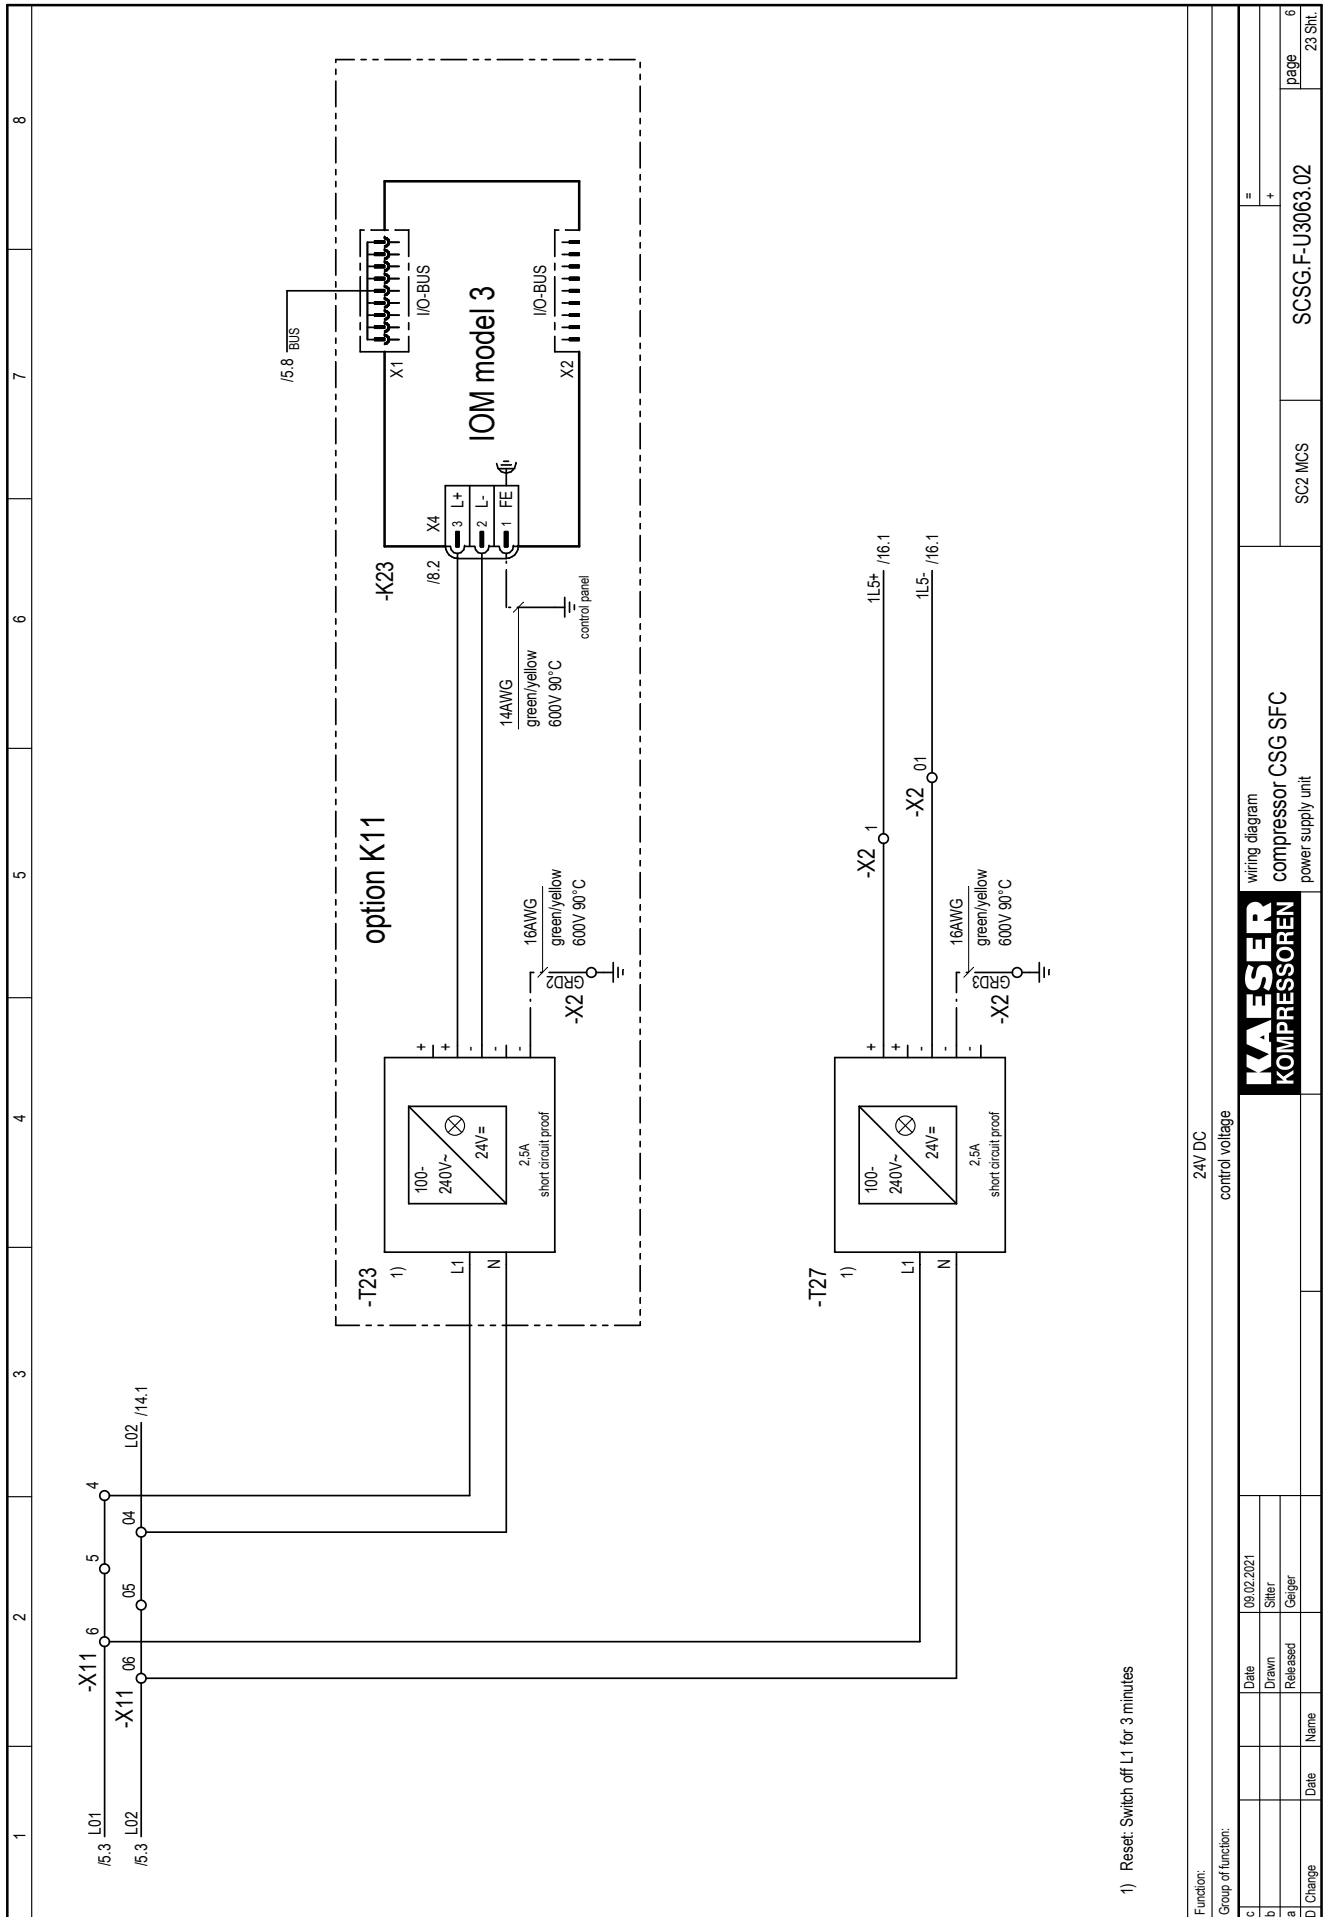 1 2 3 4 5 6 7 8
/5.3 L01
/5.3 L02
-X11 6 5 4
-X11 06 05 04
L02 /14.1
/5.8 BUS
option K11
-T23
1)
L1
N
100-
240V~
24V=
2,5A
short circuit proof
+
+
-
-
-
-X2 GRD2
16AWG
green/yellow
600V 90°C
14AWG
green/yellow
600V 90°C
control panel
-K23
/8.2
X4
3 L+
2 L-
1 FE
X1
I/O-BUS
IOM model 3
X2
I/O-BUS
-T27
1)
L1
N
100-
240V~
24V=
2,5A
short circuit proof
+
+
-
-
-
-X2 1
1L5+ /16.1
-X2 01
1L5- /16.1
-X2 GRD3
16AWG
green/yellow
600V 90°C
1) Reset: Switch off L1 for 3 minutes
Function:
24V DC
Group of function:
control voltage
c
b
a
D Change
Date
Name
Date 09.02.2021
Drawn Sitter
Released Geiger
KAESER
KOMPRESSOREN
wiring diagram
compressor CSG SFC
power supply unit
SC2 MCS
=
+
SCSG.F-U3063.02
page 6
23 Sht.